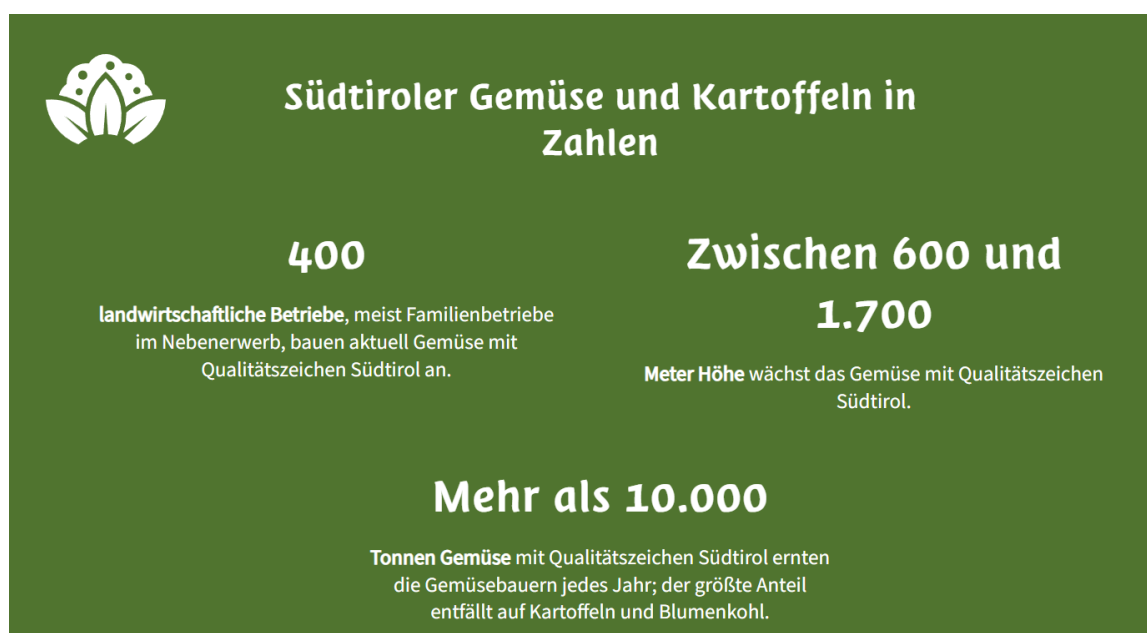 Südtiroler Gemüse und Kartoffeln in
Zahlen
400
landwirtschaftliche Betriebe, meist Familienbetriebe
im Nebenerwerb, bauen aktuell Gemüse mit
Qualitätszeichen Südtirol an.
Zwischen 600 und
1.700
Meter Höhe wächst das Gemüse mit Qualitätszeichen
Südtirol.
Mehr als 10.000
Tonnen Gemüse mit Qualitätszeichen Südtirol ernten
die Gemüsebauern jedes Jahr; der größte Anteil
entfällt auf Kartoffeln und Blumenkohl.